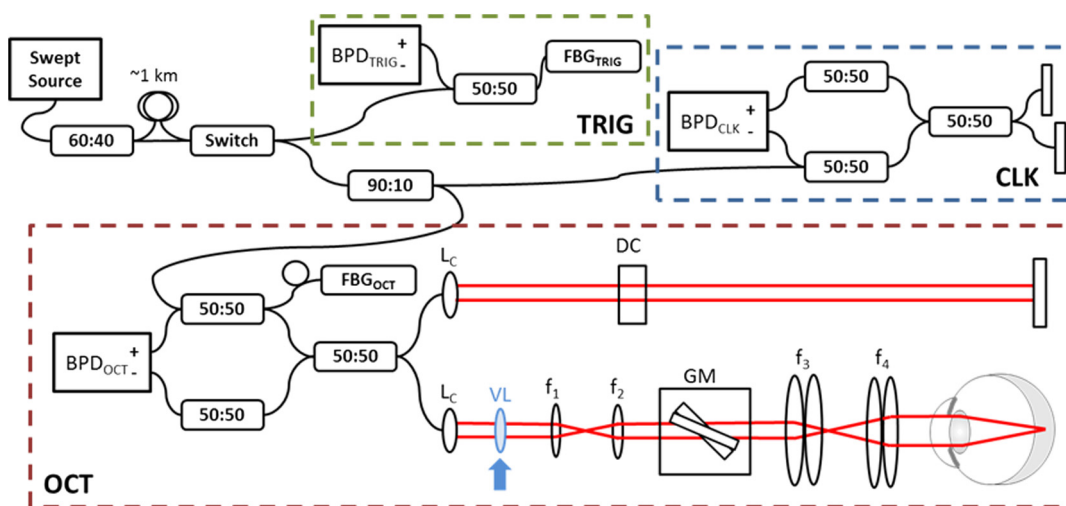 Swept
Source
~1 km
60:40
Switch
BPD_TRIG
+
-
50:50
FBG_TRIG
TRIG
BPD_CLK
+
-
50:50
50:50
50:50
CLK
90:10
L_C
DC
50:50
FBG_OCT
BPD_OCT
+
-
50:50
50:50
L_C
VL
f_1
f_2
GM
f_3
f_4
OCT